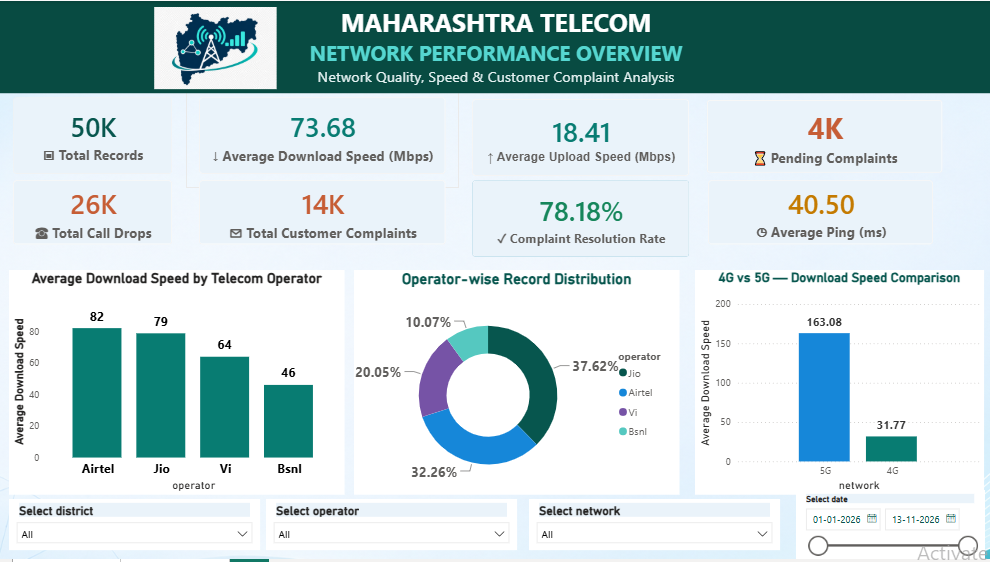 MAHARASHTRA TELECOM
NETWORK PERFORMANCE OVERVIEW
Network Quality, Speed & Customer Complaint Analysis
50K
Total Records
73.68
↓ Average Download Speed (Mbps)
18.41
↑ Average Upload Speed (Mbps)
4K
⏳ Pending Complaints
26K
☎ Total Call Drops
14K
✉ Total Customer Complaints
78.18%
✓ Complaint Resolution Rate
40.50
⏱ Average Ping (ms)
Average Download Speed by Telecom Operator
Average Download Speed
80
60
40
20
0
82
79
64
46
Airtel
Jio
Vi
Bsnl
operator
Operator-wise Record Distribution
10.07%
20.05%
32.26%
37.62%
operator
Jio
Airtel
Vi
Bsnl
4G vs 5G — Download Speed Comparison
Average Download Speed
200
150
100
50
0
163.08
31.77
5G
4G
network
Select district
All
Select operator
All
Select network
All
Select date
01-01-2026
13-11-2026
Activate